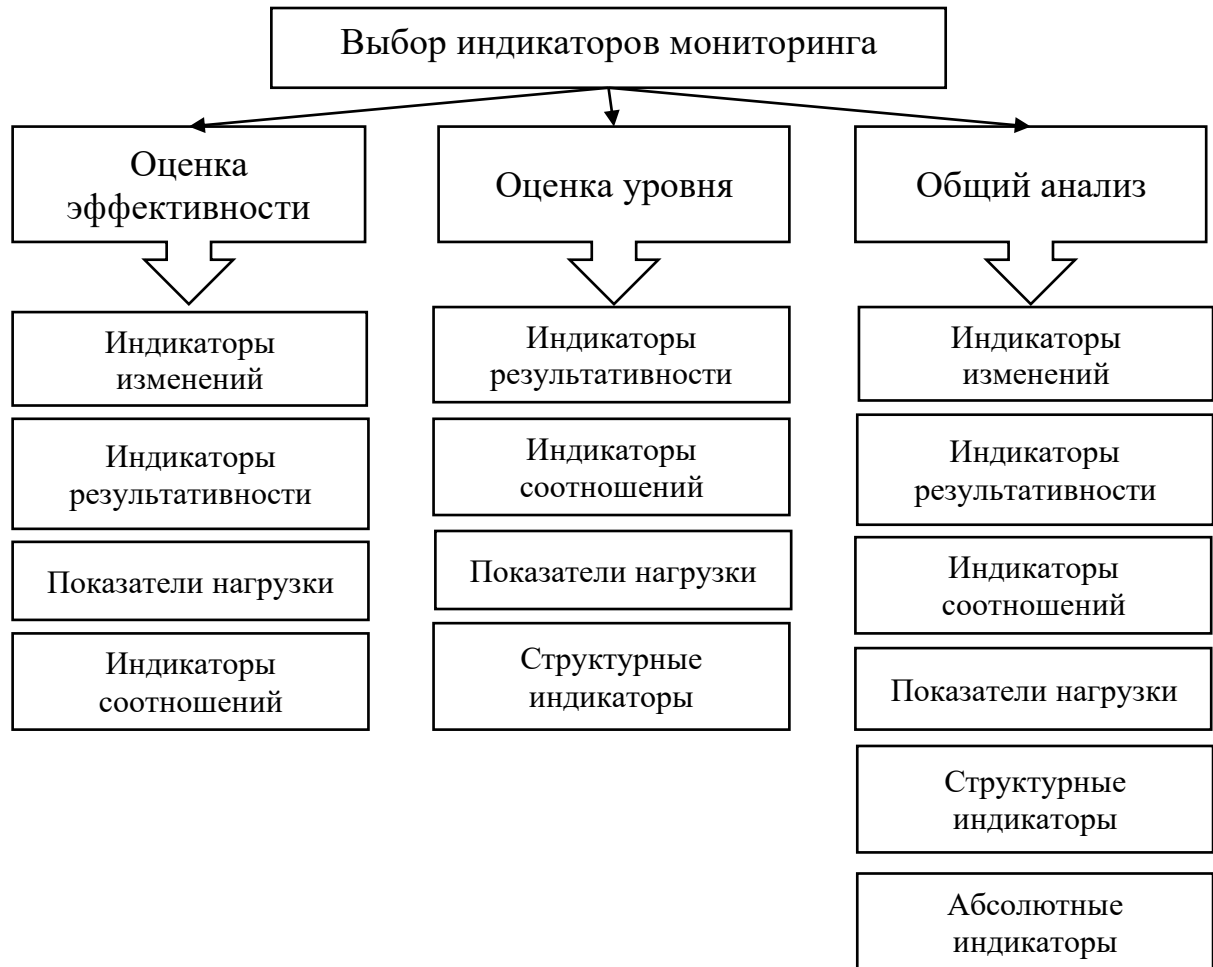 Выбор индикаторов мониторинга
Оценка
эффективности
Оценка уровня
Общий анализ
Индикаторы
изменений
Индикаторы
результативности
Показатели нагрузки
Индикаторы
соотношений
Индикаторы
результативности
Индикаторы
соотношений
Показатели нагрузки
Структурные
индикаторы
Индикаторы
изменений
Индикаторы
результативности
Индикаторы
соотношений
Показатели нагрузки
Структурные
индикаторы
Абсолютные
индикаторы